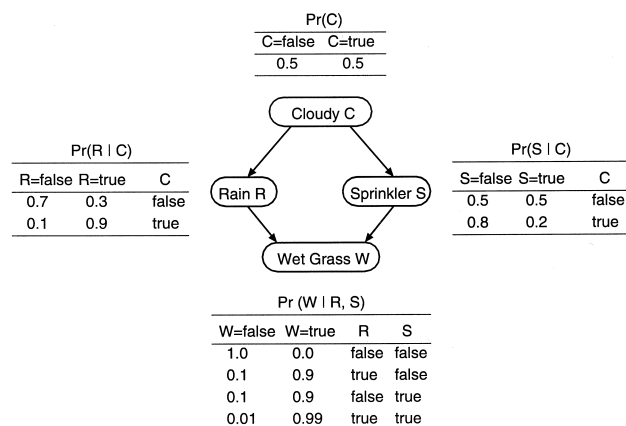 Pr(C)
C=false C=true
0.5 0.5
Cloudy C
Pr(R | C)
R=false R=true C
0.7 0.3 false
0.1 0.9 true
Rain R
Sprinkler S
Pr(S | C)
S=false S=true C
0.5 0.5 false
0.8 0.2 true
Wet Grass W
Pr (W | R, S)
W=false W=true R S
1.0 0.0 false false
0.1 0.9 true false
0.1 0.9 false true
0.01 0.99 true true